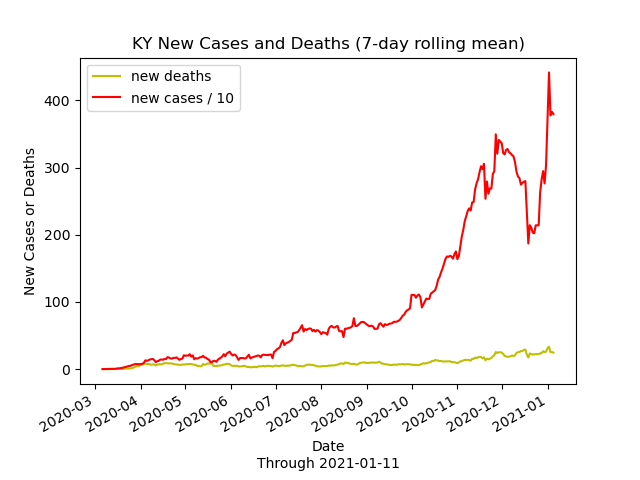 KY New Cases and Deaths (7-day rolling mean)
new deaths
new cases / 10
New Cases or Deaths
400
300
200
100
0
2020-03
2020-04
2020-05
2020-06
2020-07
2020-08
2020-09
2020-10
2020-11
2020-12
2021-01
Date
Through 2021-01-11